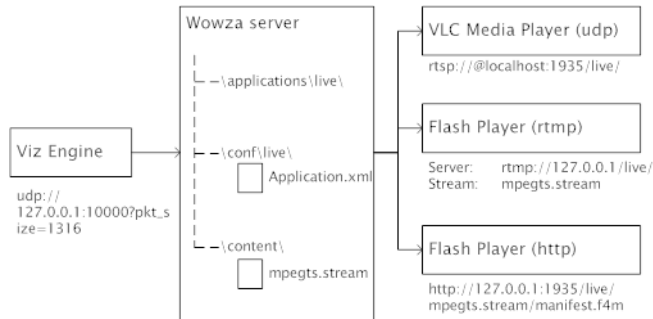 Wowza server
\applications\live\
\conf\live\
Application.xml
\content\
mpegts.stream
Viz Engine
udp://
127.0.0.1:10000?pkt_s
ize=1316
VLC Media Player (udp)
rtsp://@localhost:1935/live/
Flash Player (rtmp)
Server: rtmp://127.0.0.1/live/
Stream: mpegts.stream
Flash Player (http)
http://127.0.0.1:1935/live/
mpegts.stream/manifest.f4m